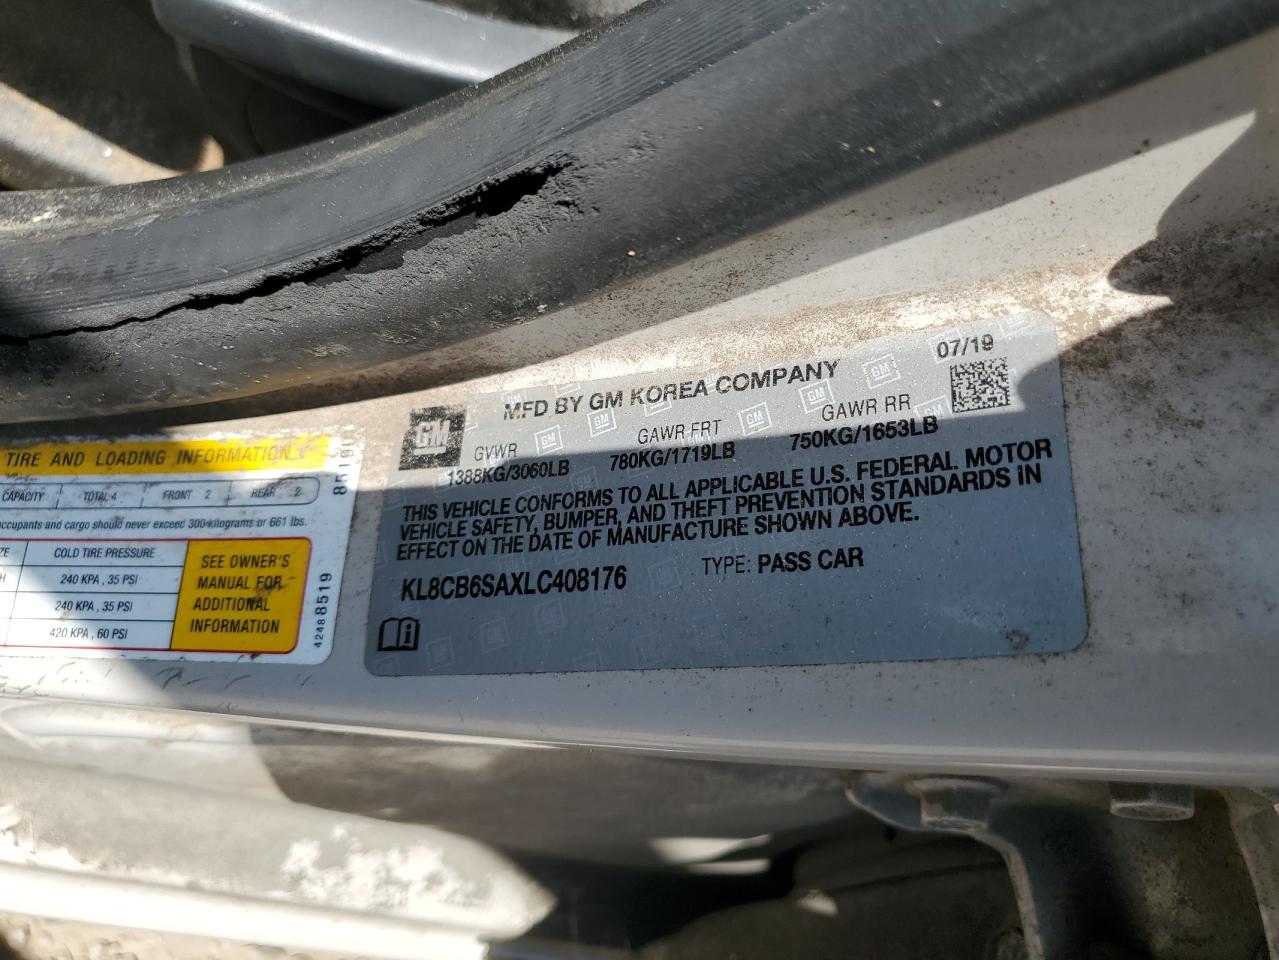 TIRE AND LOADING INFORMATION
CAPACITY TOTAL 4 FRONT 2 REAR 2
occupants and cargo should never exceed 300 kilograms or 661 lbs.
COLD TIRE PRESSURE
240 KPA , 35 PSI
240 KPA , 35 PSI
420 KPA , 60 PSI
SEE OWNER'S
MANUAL FOR
ADDITIONAL
INFORMATION
42488519
GM
MFD BY GM KOREA COMPANY
07/19
GVWR GAWR FRT GAWR RR
1388KG/3060LB 780KG/1719LB 750KG/1653LB
THIS VEHICLE CONFORMS TO ALL APPLICABLE U.S. FEDERAL MOTOR
VEHICLE SAFETY, BUMPER, AND THEFT PREVENTION STANDARDS IN
EFFECT ON THE DATE OF MANUFACTURE SHOWN ABOVE.
KL8CB6SAXLC408176 TYPE: PASS CAR